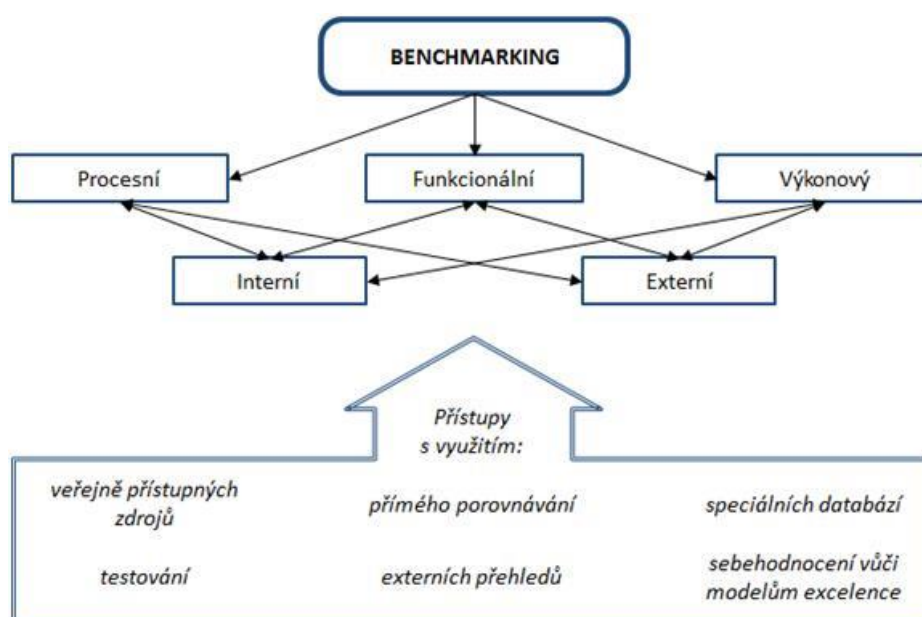 BENCHMARKING
Procesní
Funkcionální
Výkonový
Interní
Externí
Přístupy
s využitím:
veřejně přístupných
zdrojů
přímého porovnávání
speciálních databází
testování
externích přehledů
sebehodnocení vůči
modelům excelence